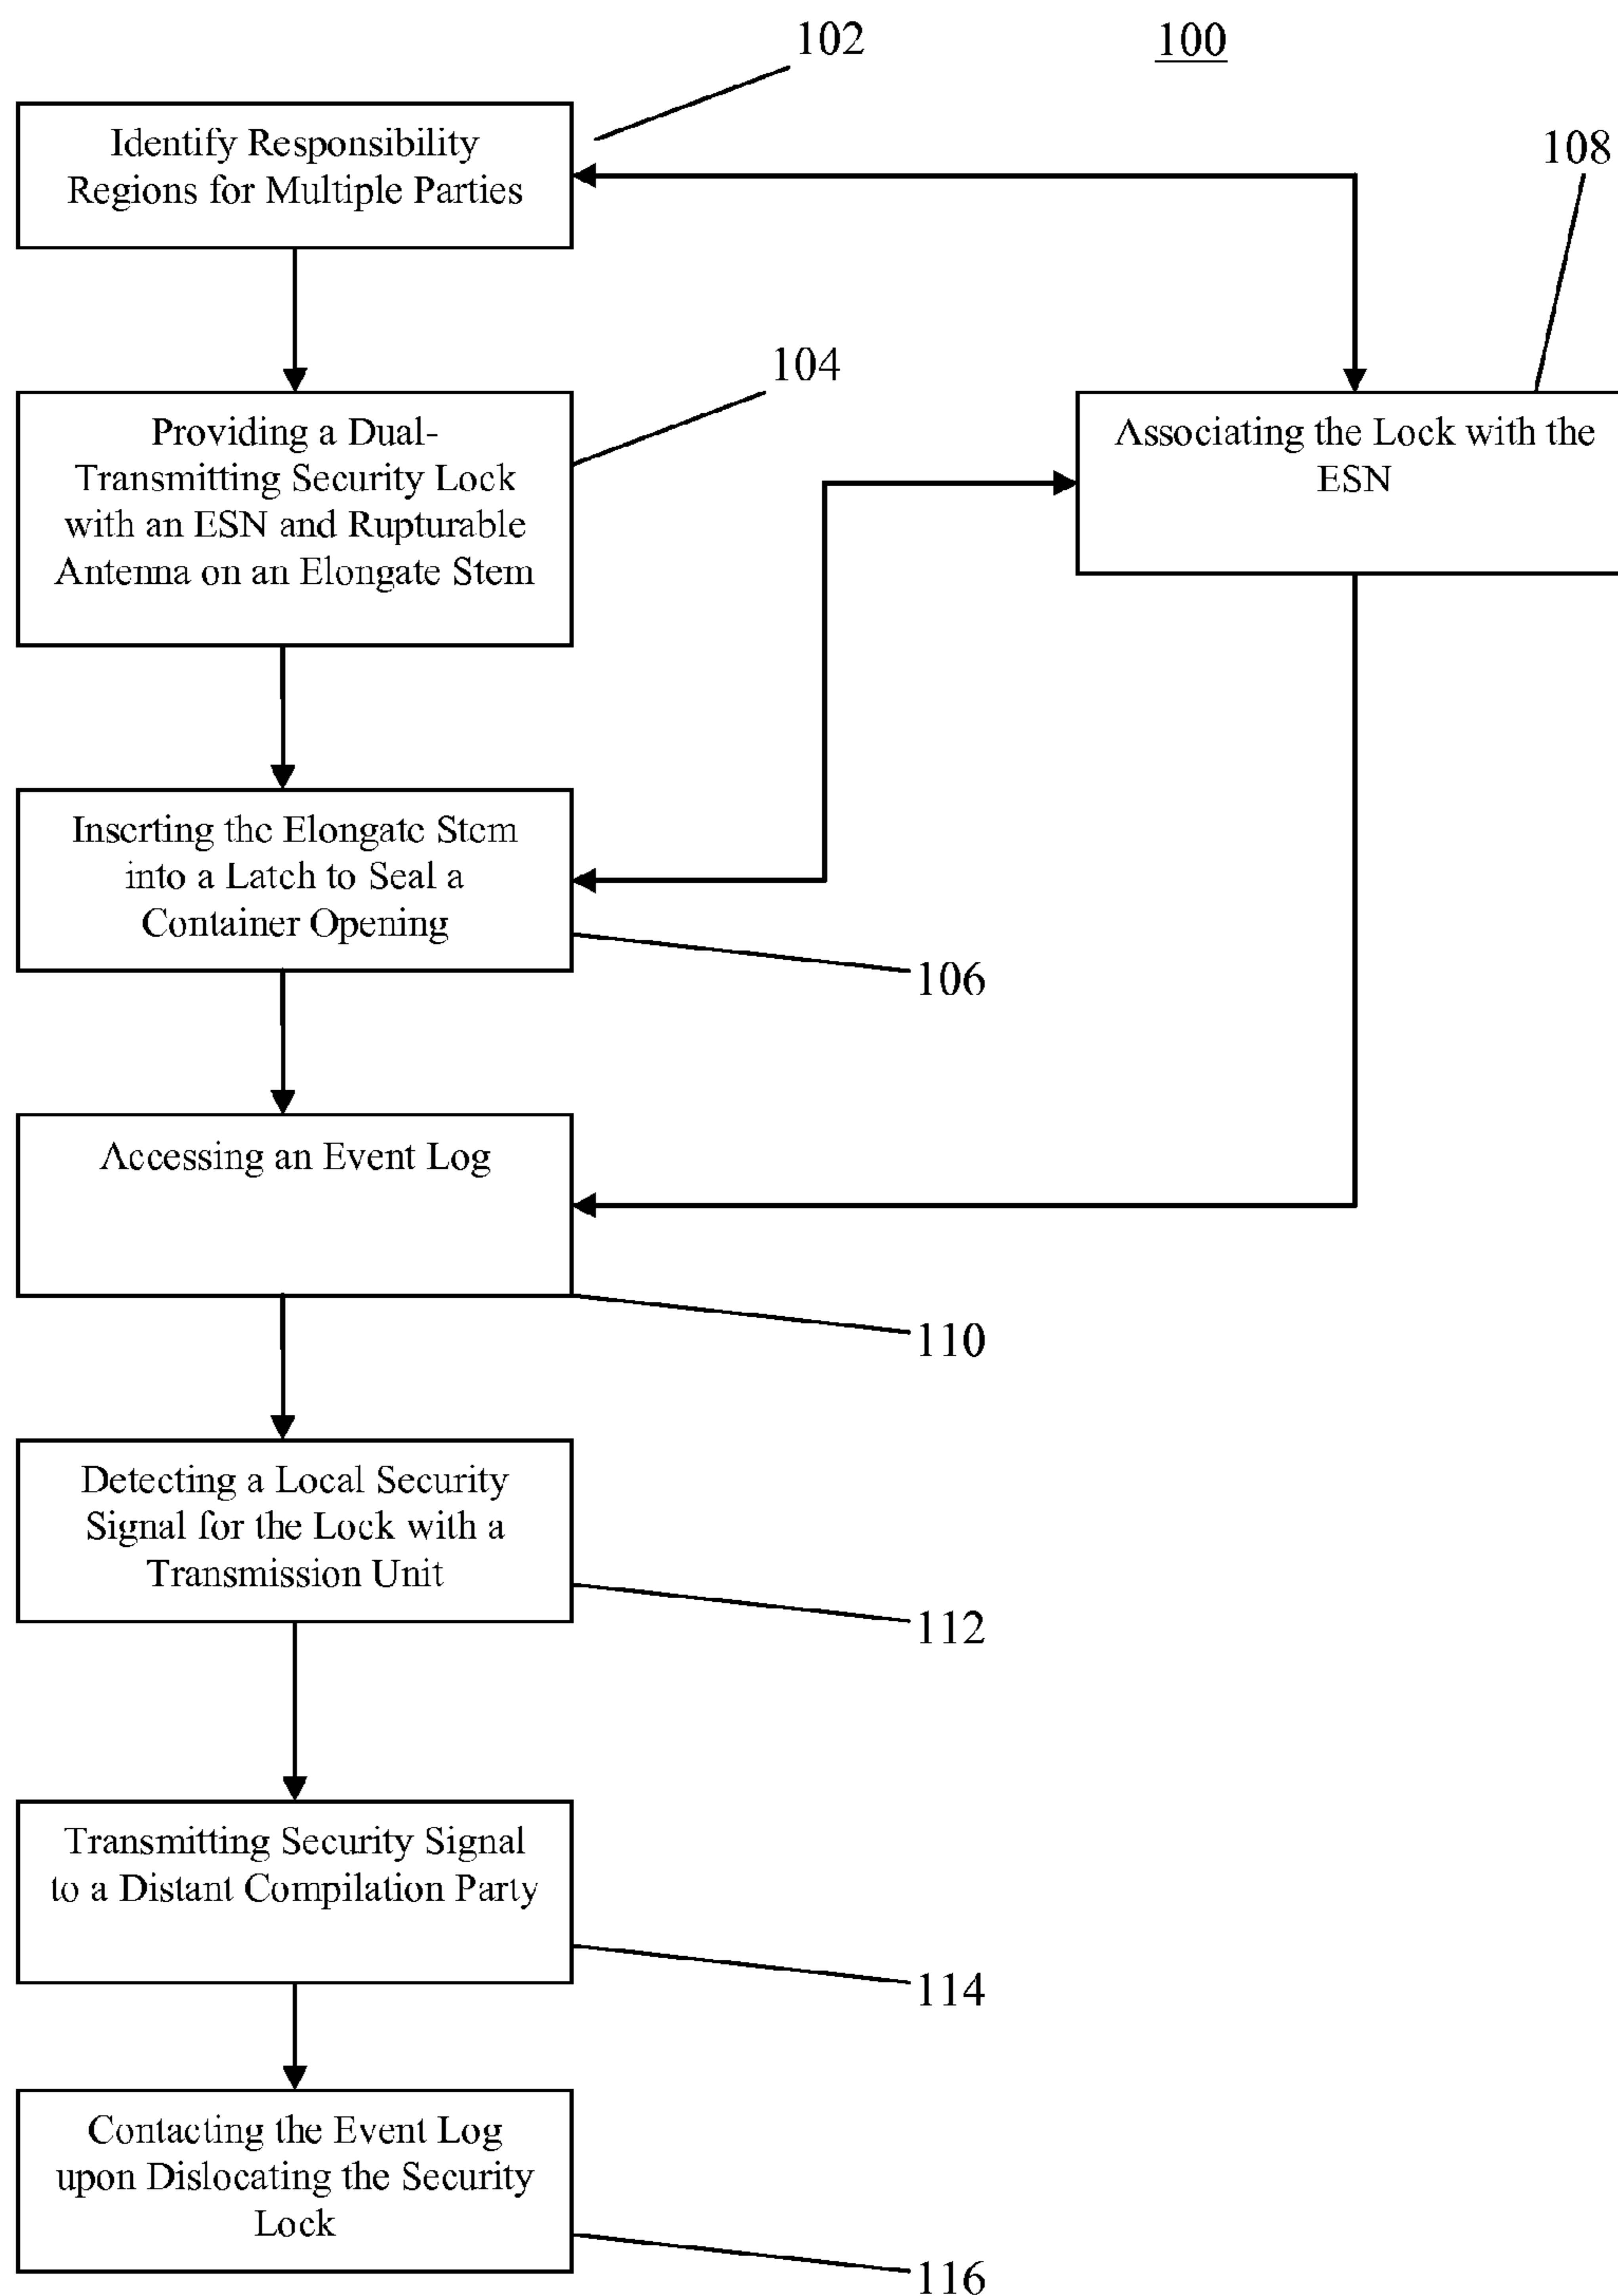 102
100
Identify Responsibility
Regions for Multiple Parties
108
104
Providing a Dual-
Transmitting Security Lock
with an ESN and Rupturable
Antenna on an Elongate Stem
Associating the Lock with the
ESN
Inserting the Elongate Stem
into a Latch to Seal a
Container Opening
106
Accessing an Event Log
110
Detecting a Local Security
Signal for the Lock with a
Transmission Unit
112
Transmitting Security Signal
to a Distant Compilation Party
114
Contacting the Event Log
upon Dislocating the Security
Lock
116